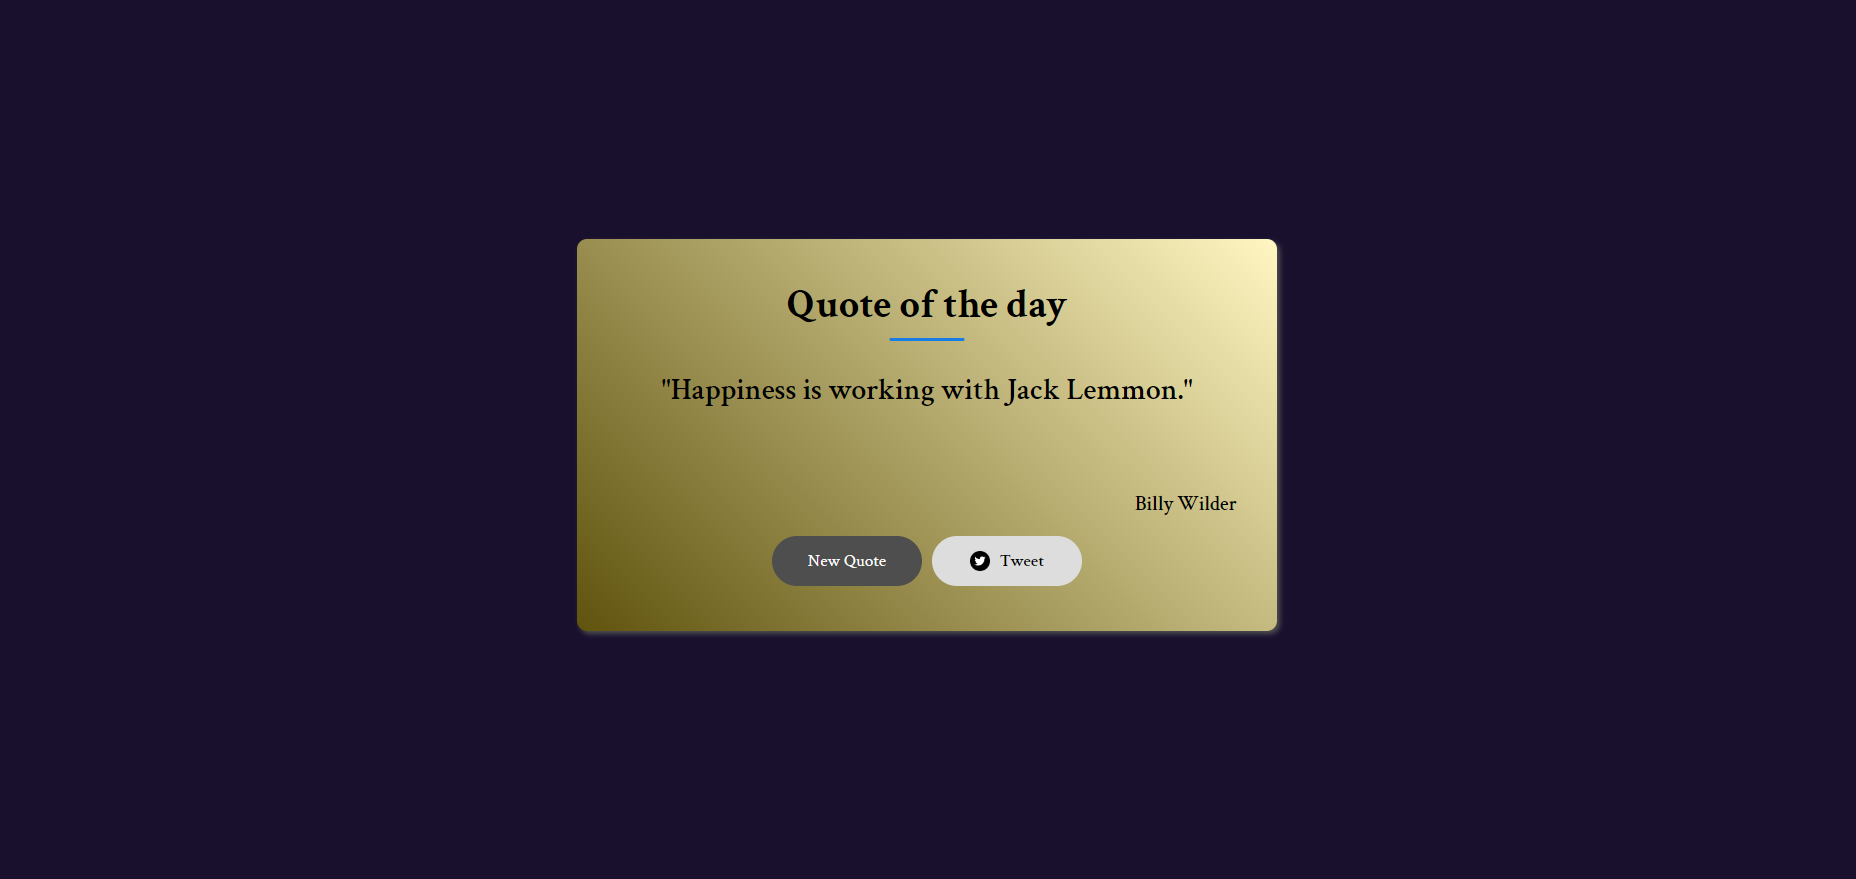 Quote of the day
"Happiness is working with Jack Lemmon."
Billy Wilder
New Quote
Tweet